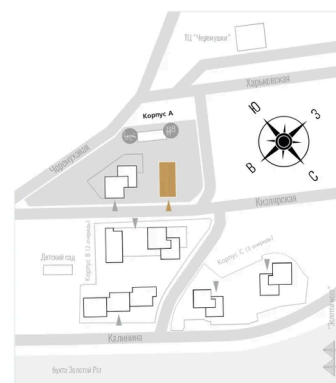 ТЦ "Черемушки"
Харьковская
Корпус А
Черемуховая
Ю
З
В
С
Кизлярская
Корпус В (2 очередь)
Корпус С (3 очередь)
Детский сад
Калинина
бухта Золотой Рог